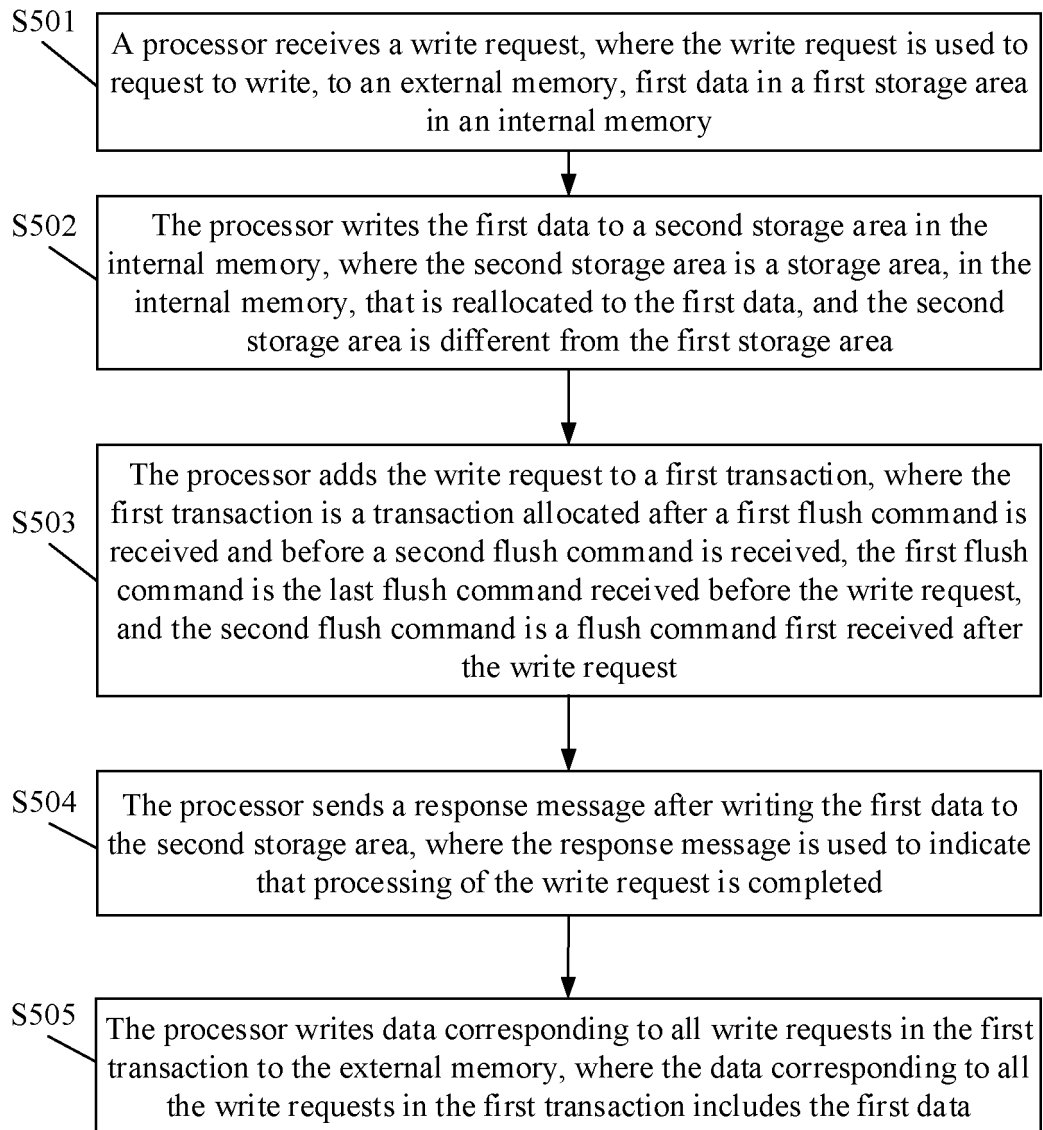 S501
A processor receives a write request, where the write request is used to
request to write, to an external memory, first data in a first storage area
in an internal memory
S502
The processor writes the first data to a second storage area in the
internal memory, where the second storage area is a storage area, in the
internal memory, that is reallocated to the first data, and the second
storage area is different from the first storage area
S503
The processor adds the write request to a first transaction, where the
first transaction is a transaction allocated after a first flush command is
received and before a second flush command is received, the first flush
command is the last flush command received before the write request,
and the second flush command is a flush command first received after
the write request
S504
The processor sends a response message after writing the first data to
the second storage area, where the response message is used to indicate
that processing of the write request is completed
S505
The processor writes data corresponding to all write requests in the first
transaction to the external memory, where the data corresponding to all
the write requests in the first transaction includes the first data